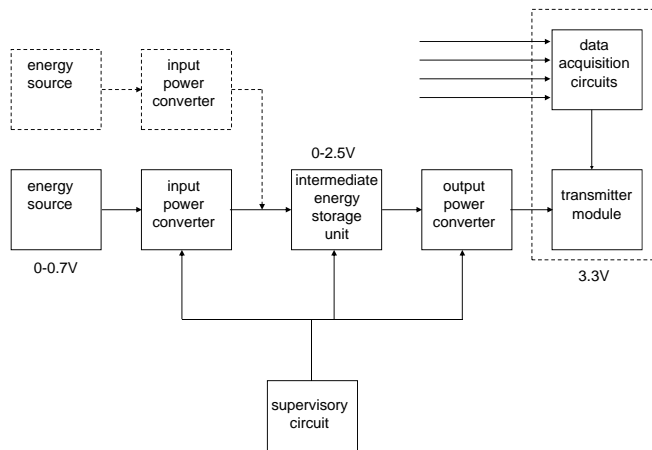 energy
source
input
power
converter
data
acquisition
circuits
0-2.5V
energy
source
input
power
converter
intermediate
energy
storage
unit
output
power
converter
transmitter
module
0-0.7V
3.3V
supervisory
circuit